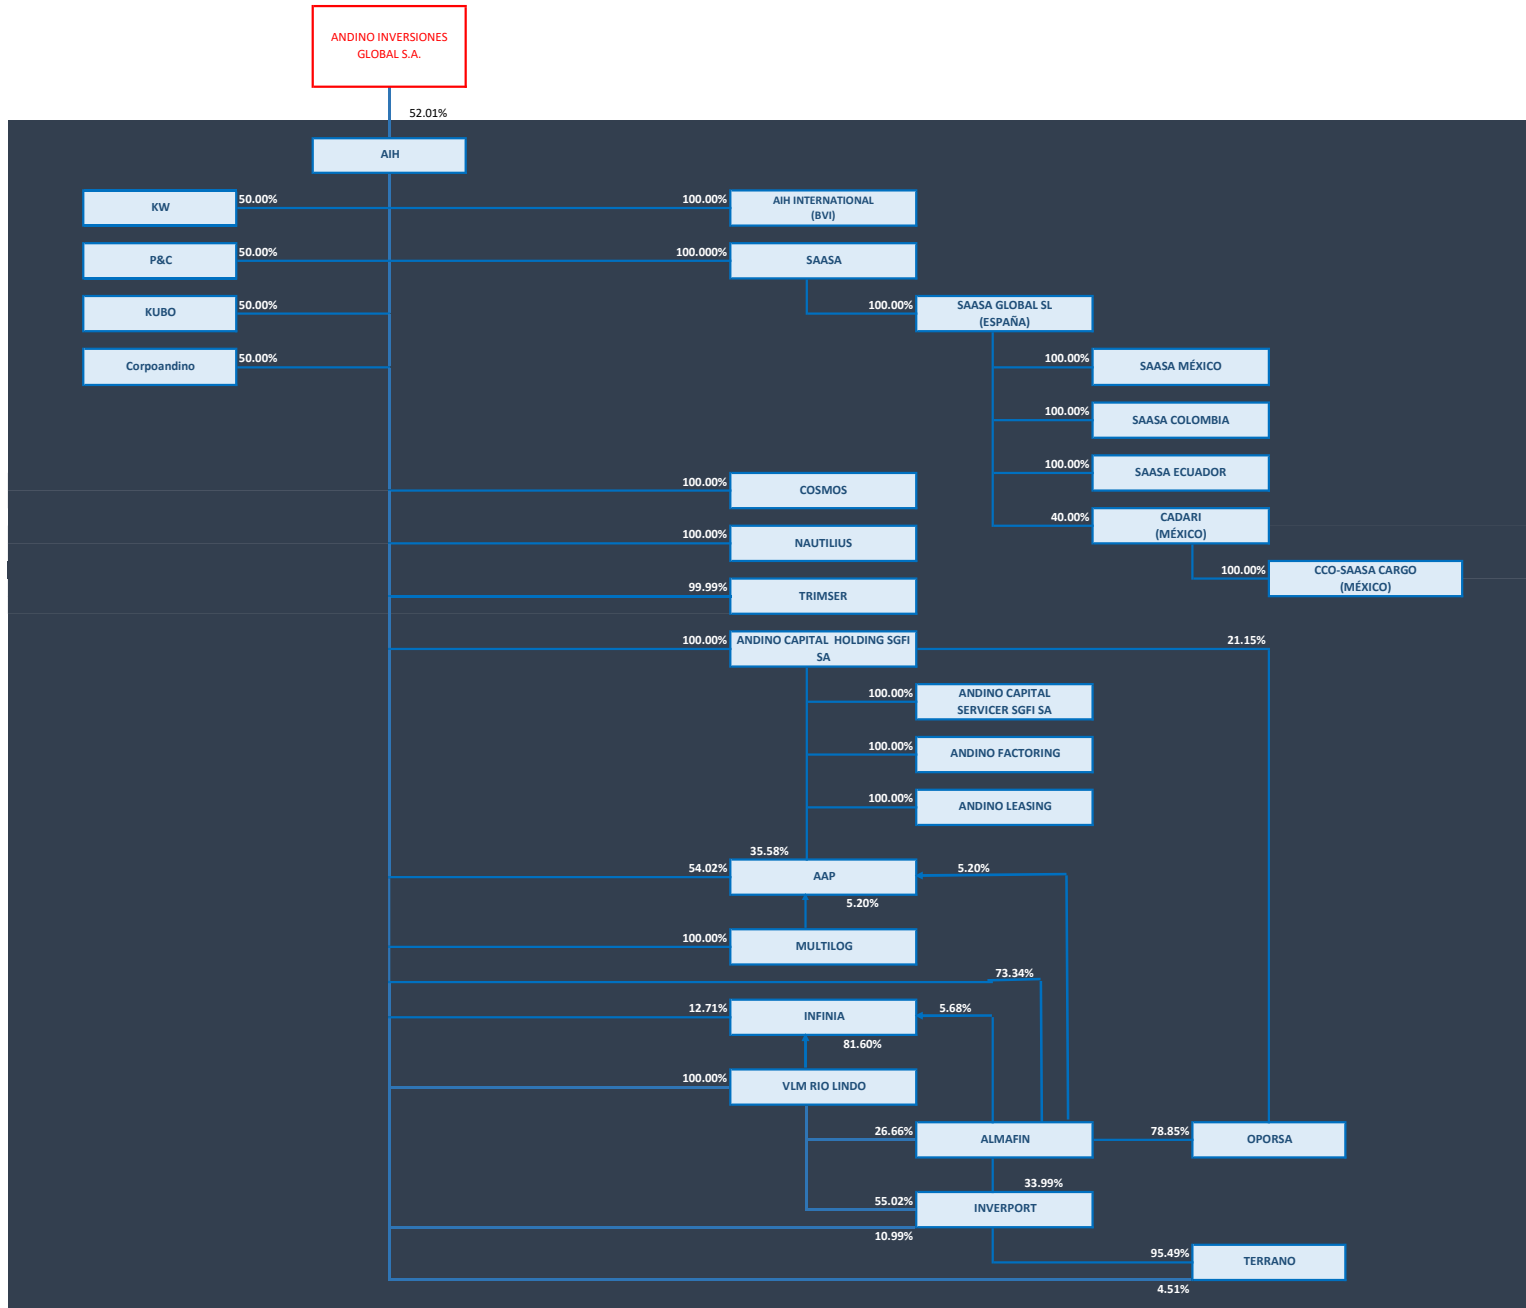 ANDINO INVERSIONES
GLOBAL S.A.
52.01%
AIH
KW
50.00%
100.00%
AIH INTERNATIONAL
(BVI)
P&C
50.00%
100.000%
SAASA
KUBO
50.00%
100.00%
SAASA GLOBAL SL
(ESPAÑA)
Corpoandino
50.00%
100.00%
SAASA MÉXICO
100.00%
SAASA COLOMBIA
100.00%
SAASA ECUADOR
100.00%
COSMOS
40.00%
CADARI
(MÉXICO)
100.00%
NAUTILIUS
100.00%
CCO-SAASA CARGO
(MÉXICO)
99.99%
TRIMSER
100.00%
ANDINO CAPITAL  HOLDING SGFI
SA
21.15%
100.00%
ANDINO CAPITAL
SERVICER SGFI SA
100.00%
ANDINO FACTORING
100.00%
ANDINO LEASING
35.58%
54.02%
AAP
5.20%
5.20%
100.00%
MULTILOG
73.34%
12.71%
INFINIA
5.68%
81.60%
100.00%
VLM RIO LINDO
26.66%
ALMAFIN
78.85%
OPORSA
33.99%
55.02%
INVERPORT
10.99%
95.49%
TERRANO
4.51%